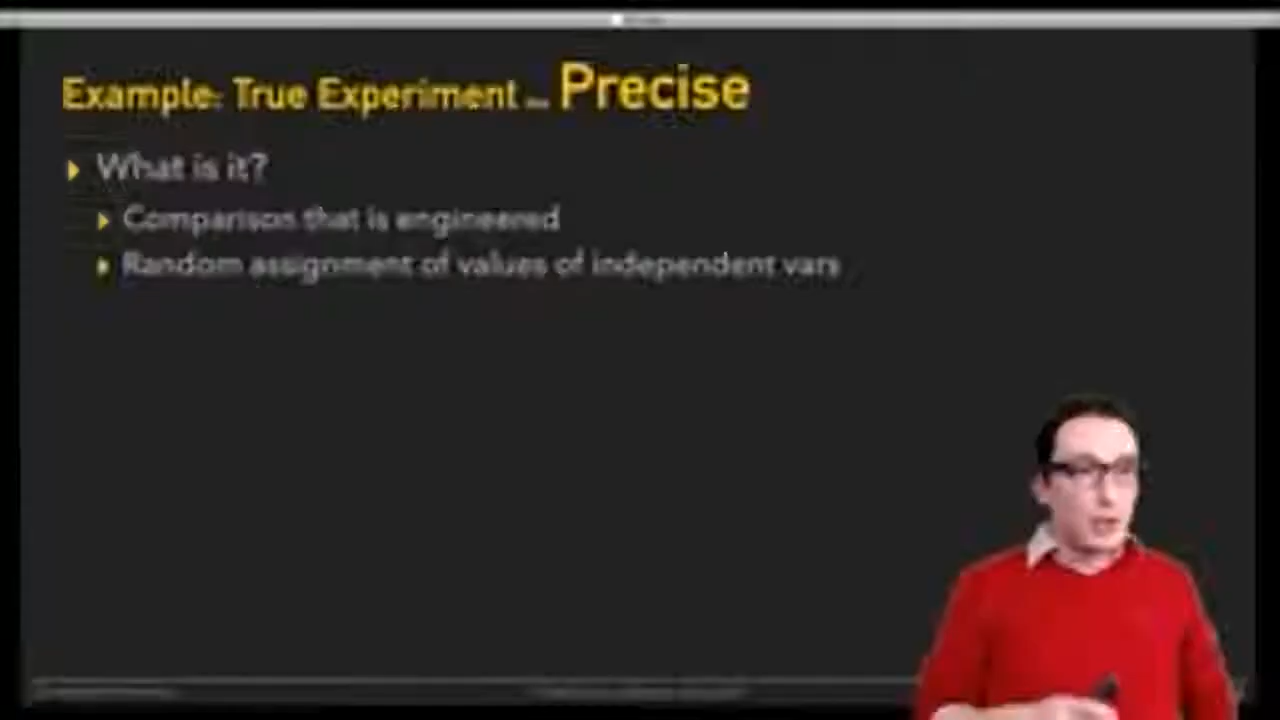 Example: True Experiment Precise
What is it?
Comparison that is engineered
Random assignment of values of independent vars